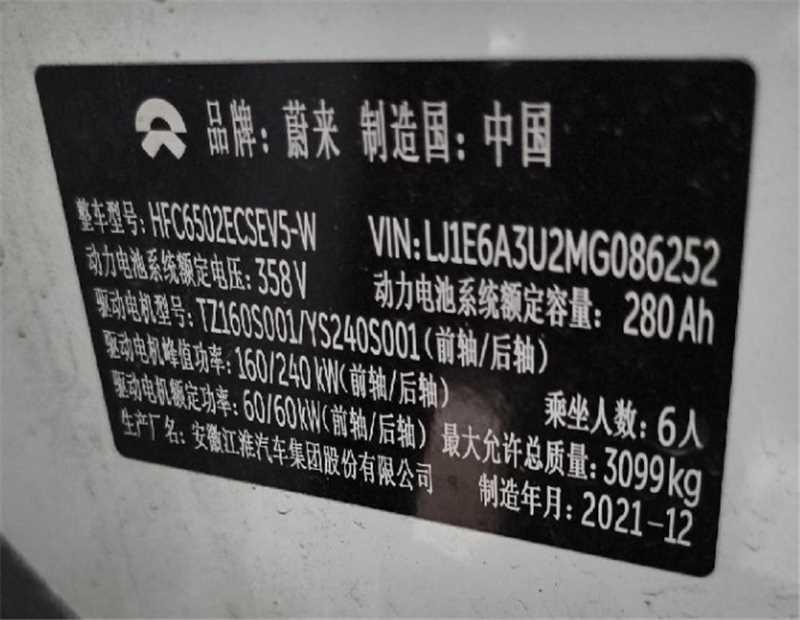 品牌：蔚来 制造国：中国
整车型号：HFC6502ECSEV5-W VIN：LJ1E6A3U2MG086252
动力电池系统额定电压：358V 动力电池系统额定容量：280Ah
驱动电机型号：TZ160S001/YS240S001(前轴/后轴)
驱动电机峰值功率：160/240kW(前轴/后轴) 乘坐人数：6人
驱动电机额定功率：60/60kW(前轴/后轴) 最大允许总质量：3099kg
生产厂名：安徽江淮汽车集团股份有限公司 制造年月：2021-12